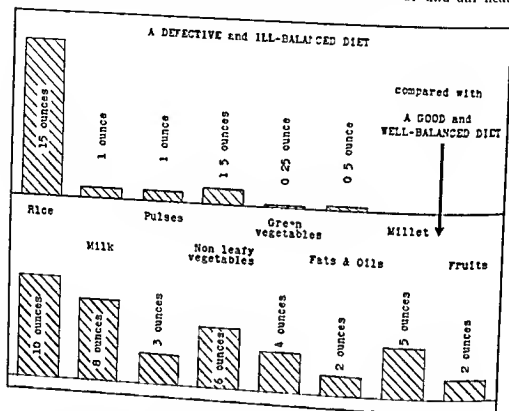 A DEFECTIVE and ILL-BALANCED DIET
compared with
A GOOD and
WELL-BALANCED DIET
15 ounces
1 ounce
1 ounce
1 5 ounces
0 25 ounce
0 5 ounce
Rice
Milk
Pulses
Non leafy
vegetables
Green
vegetables
Fats & Oils
Millet
Fruits
10 ounces
8 ounces
3 ounces
6 ounces
4 ounces
2 ounces
5 ounces
2 ounces